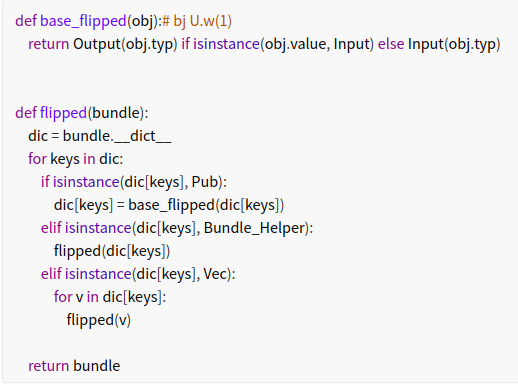 def base_flipped(obj):# bj U.w(1)
    return Output(obj.typ) if isinstance(obj.value, Input) else Input(obj.typ)


def flipped(bundle):
    dic = bundle.__dict__
    for keys in dic:
        if isinstance(dic[keys], Pub):
            dic[keys] = base_flipped(dic[keys])
        elif isinstance(dic[keys], Bundle_Helper):
            flipped(dic[keys])
        elif isinstance(dic[keys], Vec):
            for v in dic[keys]:
                flipped(v)

    return bundle